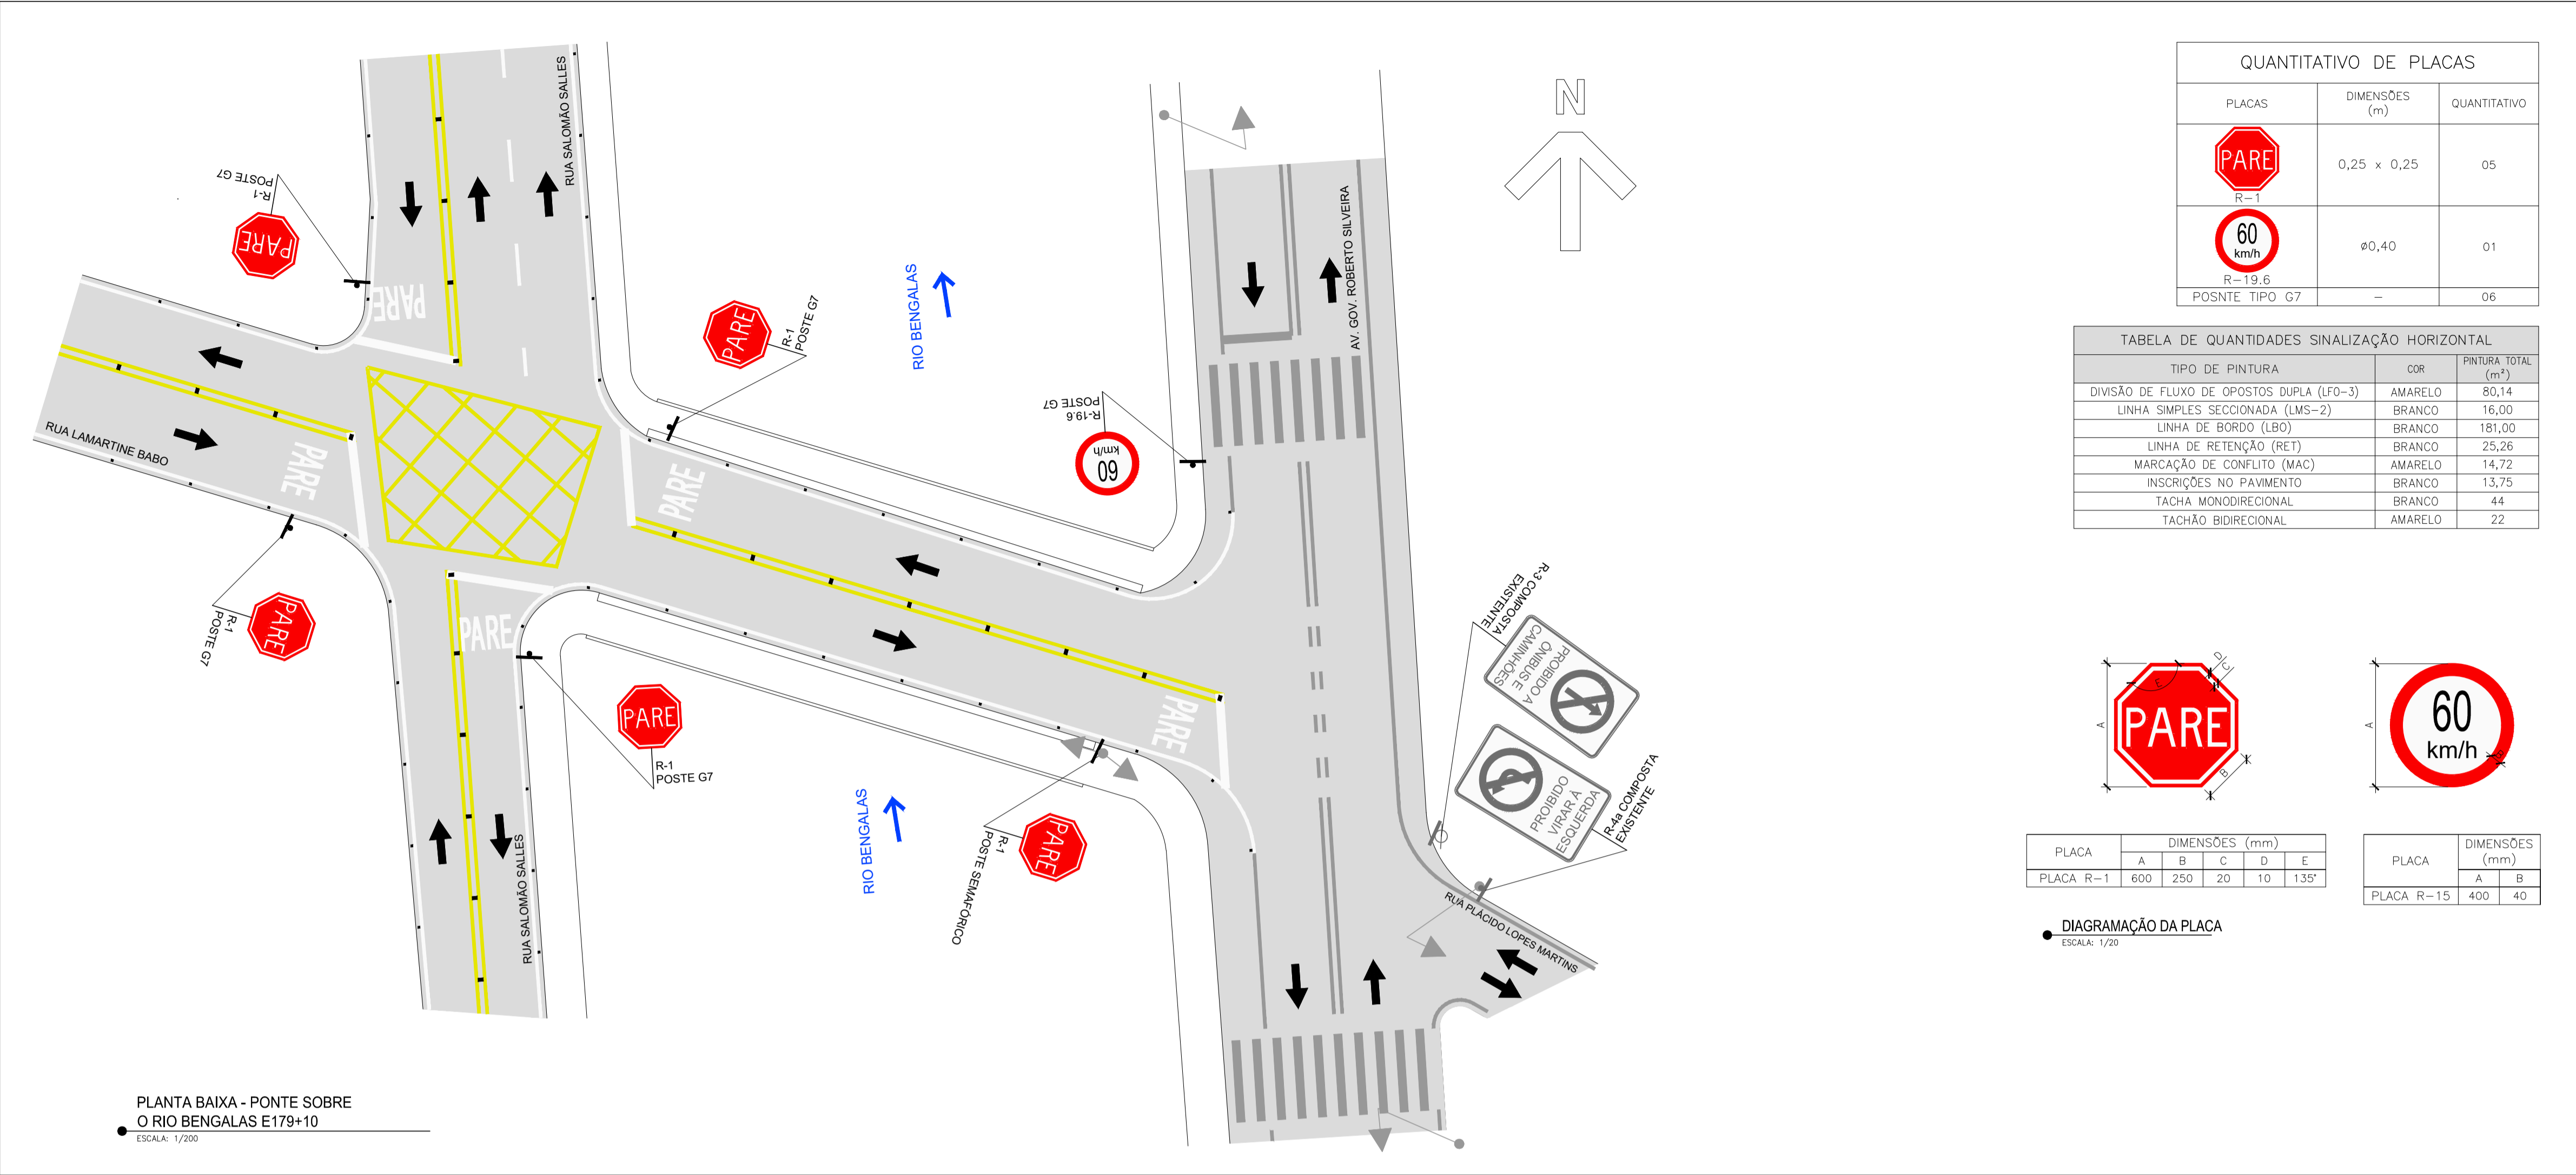 RUA SALOMÃO SALLES
R-1
POSTE G7
PARE
PARE
RUA LAMARTINE BABO
PARE
R-1
POSTE G7
PARE
PARE
R-1
POSTE G7
PARE
PARE
PARE
R-1
POSTE G7
RUA SALOMÃO SALLES
RIO BENGALAS
RIO BENGALAS
R-19.6
POSTE G7
60
km/h
PARE
R-1
POSTE SEMAFÓRICO
PARE
AV. GOV. ROBERTO SILVEIRA
N
R-3 COMPOSTA
EXISTENTE
PROIBIDO A
ÔNIBUS E
CAMINHÕES
PROIBIDO
VIRAR À
ESQUERDA
R-4a COMPOSTA
EXISTENTE
RUA PLÁCIDO LOPES MARTINS
PLANTA BAIXA - PONTE SOBRE
O RIO BENGALAS E179+10
ESCALA: 1/200
QUANTITATIVO DE PLACAS
PLACAS DIMENSÕES (m) QUANTITATIVO
PARE
R-1 0,25 x 0,25 05
60
km/h
R-19.6 ø0,40 01
POSNTE TIPO G7 - 06
TABELA DE QUANTIDADES SINALIZAÇÃO HORIZONTAL
TIPO DE PINTURA COR PINTURA TOTAL (m²)
DIVISÃO DE FLUXO DE OPOSTOS DUPLA (LFO-3) AMARELO 80,14
LINHA SIMPLES SECCIONADA (LMS-2) BRANCO 16,00
LINHA DE BORDO (LBO) BRANCO 181,00
LINHA DE RETENÇÃO (RET) BRANCO 25,26
MARCAÇÃO DE CONFLITO (MAC) AMARELO 14,72
INSCRIÇÕES NO PAVIMENTO BRANCO 13,75
TACHA MONODIRECIONAL BRANCO 44
TACHÃO BIDIRECIONAL AMARELO 22
A
E
D
C
B
PARE
A
60
km/h
B
PLACA DIMENSÕES (mm)
A B C D E
PLACA R-1 600 250 20 10 135°
PLACA DIMENSÕES (mm)
A B
PLACA R-15 400 40
DIAGRAMAÇÃO DA PLACA
ESCALA: 1/20